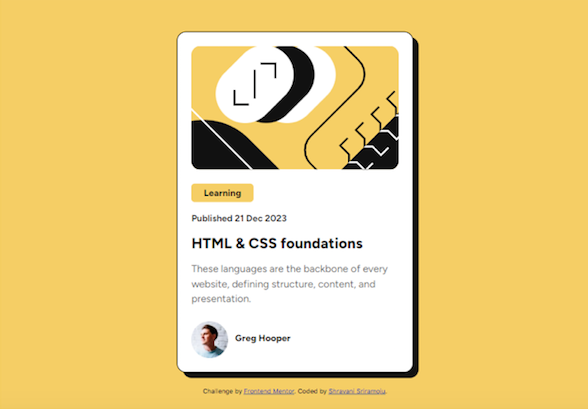 Learning
Published 21 Dec 2023
HTML & CSS foundations
These languages are the backbone of every
website, defining structure, content, and
presentation.
Greg Hooper
Challenge by Frontend Mentor. Coded by Shravani Sriramoju.